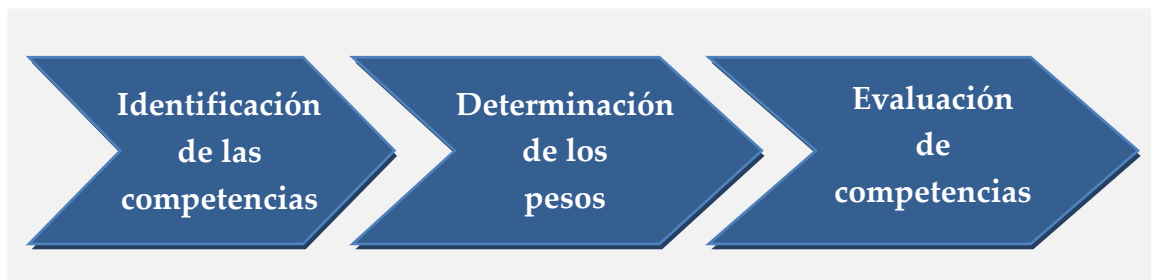 Identificación
de las
competencias
Determinación
de los
pesos
Evaluación
de
competencias